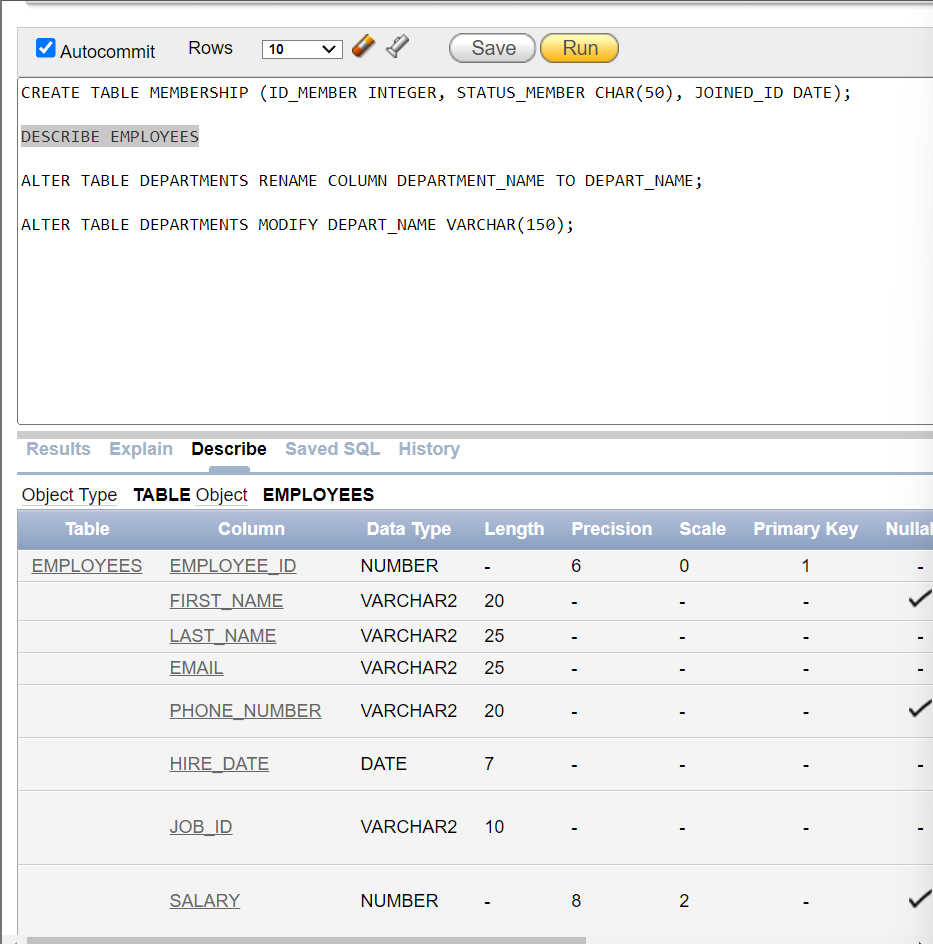 Autocommit Rows 10 Save Run
CREATE TABLE MEMBERSHIP (ID_MEMBER INTEGER, STATUS_MEMBER CHAR(50), JOINED_ID DATE);
DESCRIBE EMPLOYEES
ALTER TABLE DEPARTMENTS RENAME COLUMN DEPARTMENT_NAME TO DEPART_NAME;
ALTER TABLE DEPARTMENTS MODIFY DEPART_NAME VARCHAR(150);
Results Explain Describe Saved SQL History
Object Type TABLE Object EMPLOYEES
Table Column Data Type Length Precision Scale Primary Key
EMPLOYEES EMPLOYEE_ID NUMBER - 6 0 1 -
FIRST_NAME VARCHAR2 20 - - -
LAST_NAME VARCHAR2 25 - - - -
EMAIL VARCHAR2 25 - - - -
PHONE_NUMBER VARCHAR2 20 - - -
HIRE_DATE DATE 7 - - - -
JOB_ID VARCHAR2 10 - - - -
SALARY NUMBER - 8 2 -